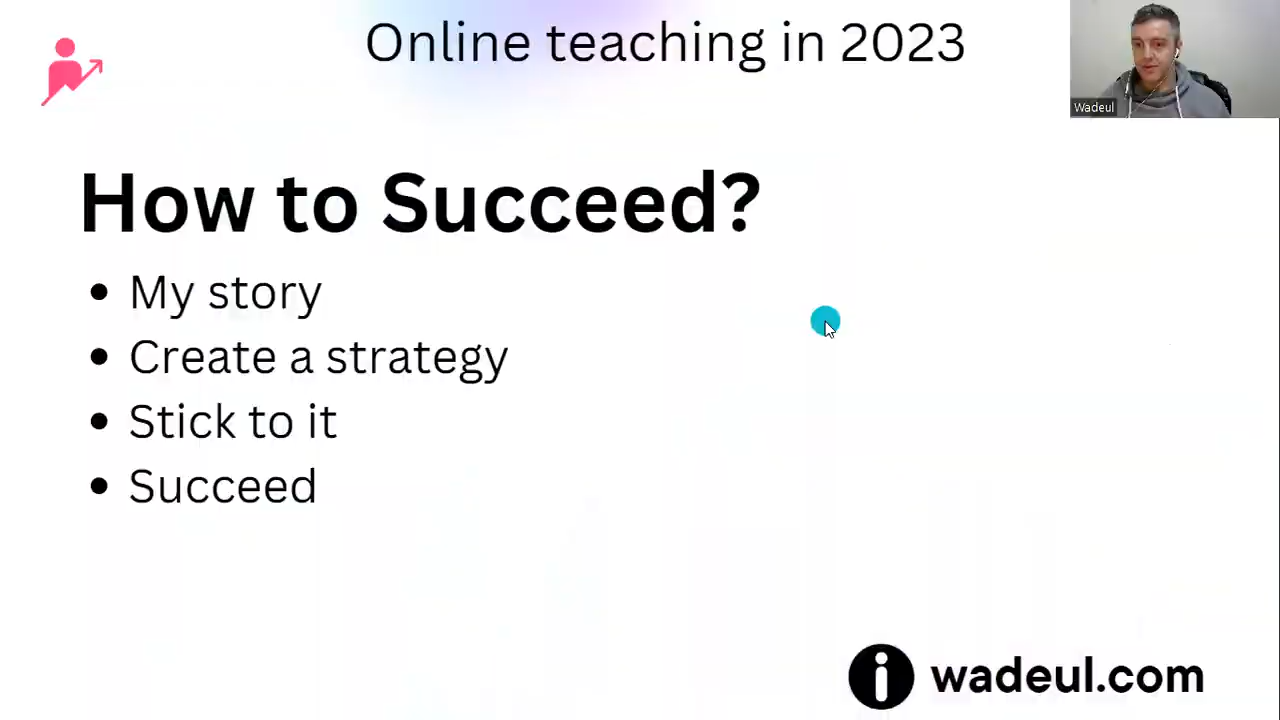 Online teaching in 2023
Wadeul
How to Succeed?
• My story
• Create a strategy
• Stick to it
• Succeed
i wadeul.com